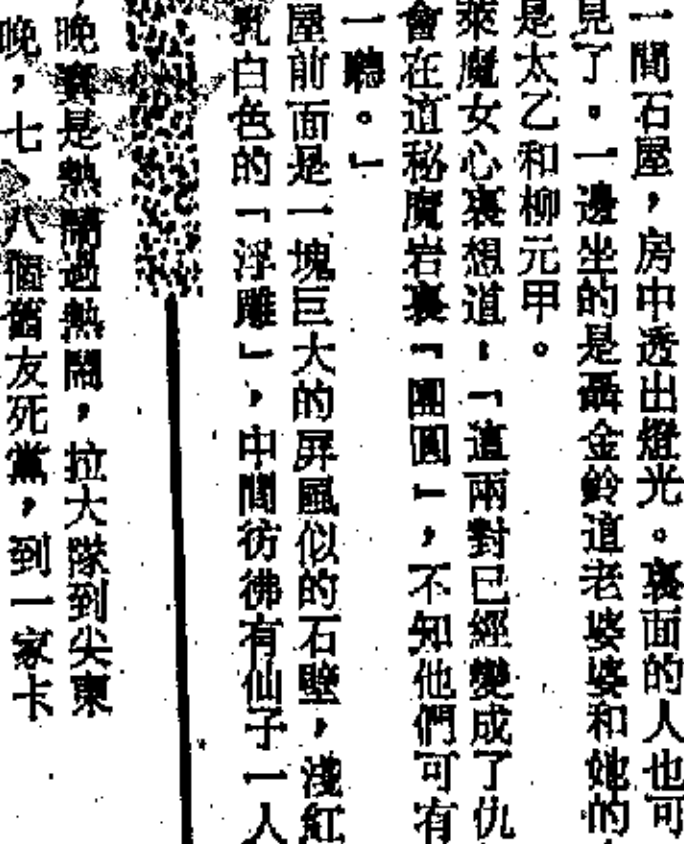 一間石屋，房中透出燈光。裏面的人也可
見了。一邊坐的是聶金鈴這老婆婆和她的
是太乙和柳元甲。
萊魔女心裏想道：「這兩對已經變成了仇
會在這秘魔岩裏「團圓」，不知他們可有
一聽。」
屋前面是一塊巨大的屏風似的石壁，淺紅
乳白色的「浮雕」，中間彷彿有仙子一人
晚實是熱鬧過熱鬧，拉大隊到尖東
晚，七、八個舊友死黨，到一家卡